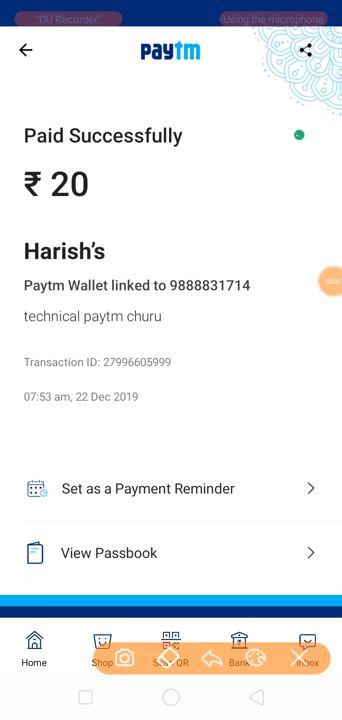 "DU Recorder" Using the microphone
paytm
Paid Successfully
₹ 20
Harish's
Paytm Wallet linked to 9888831714
technical paytm churu
02:00
Transaction ID: 27996605999
07:53 am, 22 Dec 2019
Set as a Payment Reminder
View Passbook
Home Shop Scan QR Bank Inbox